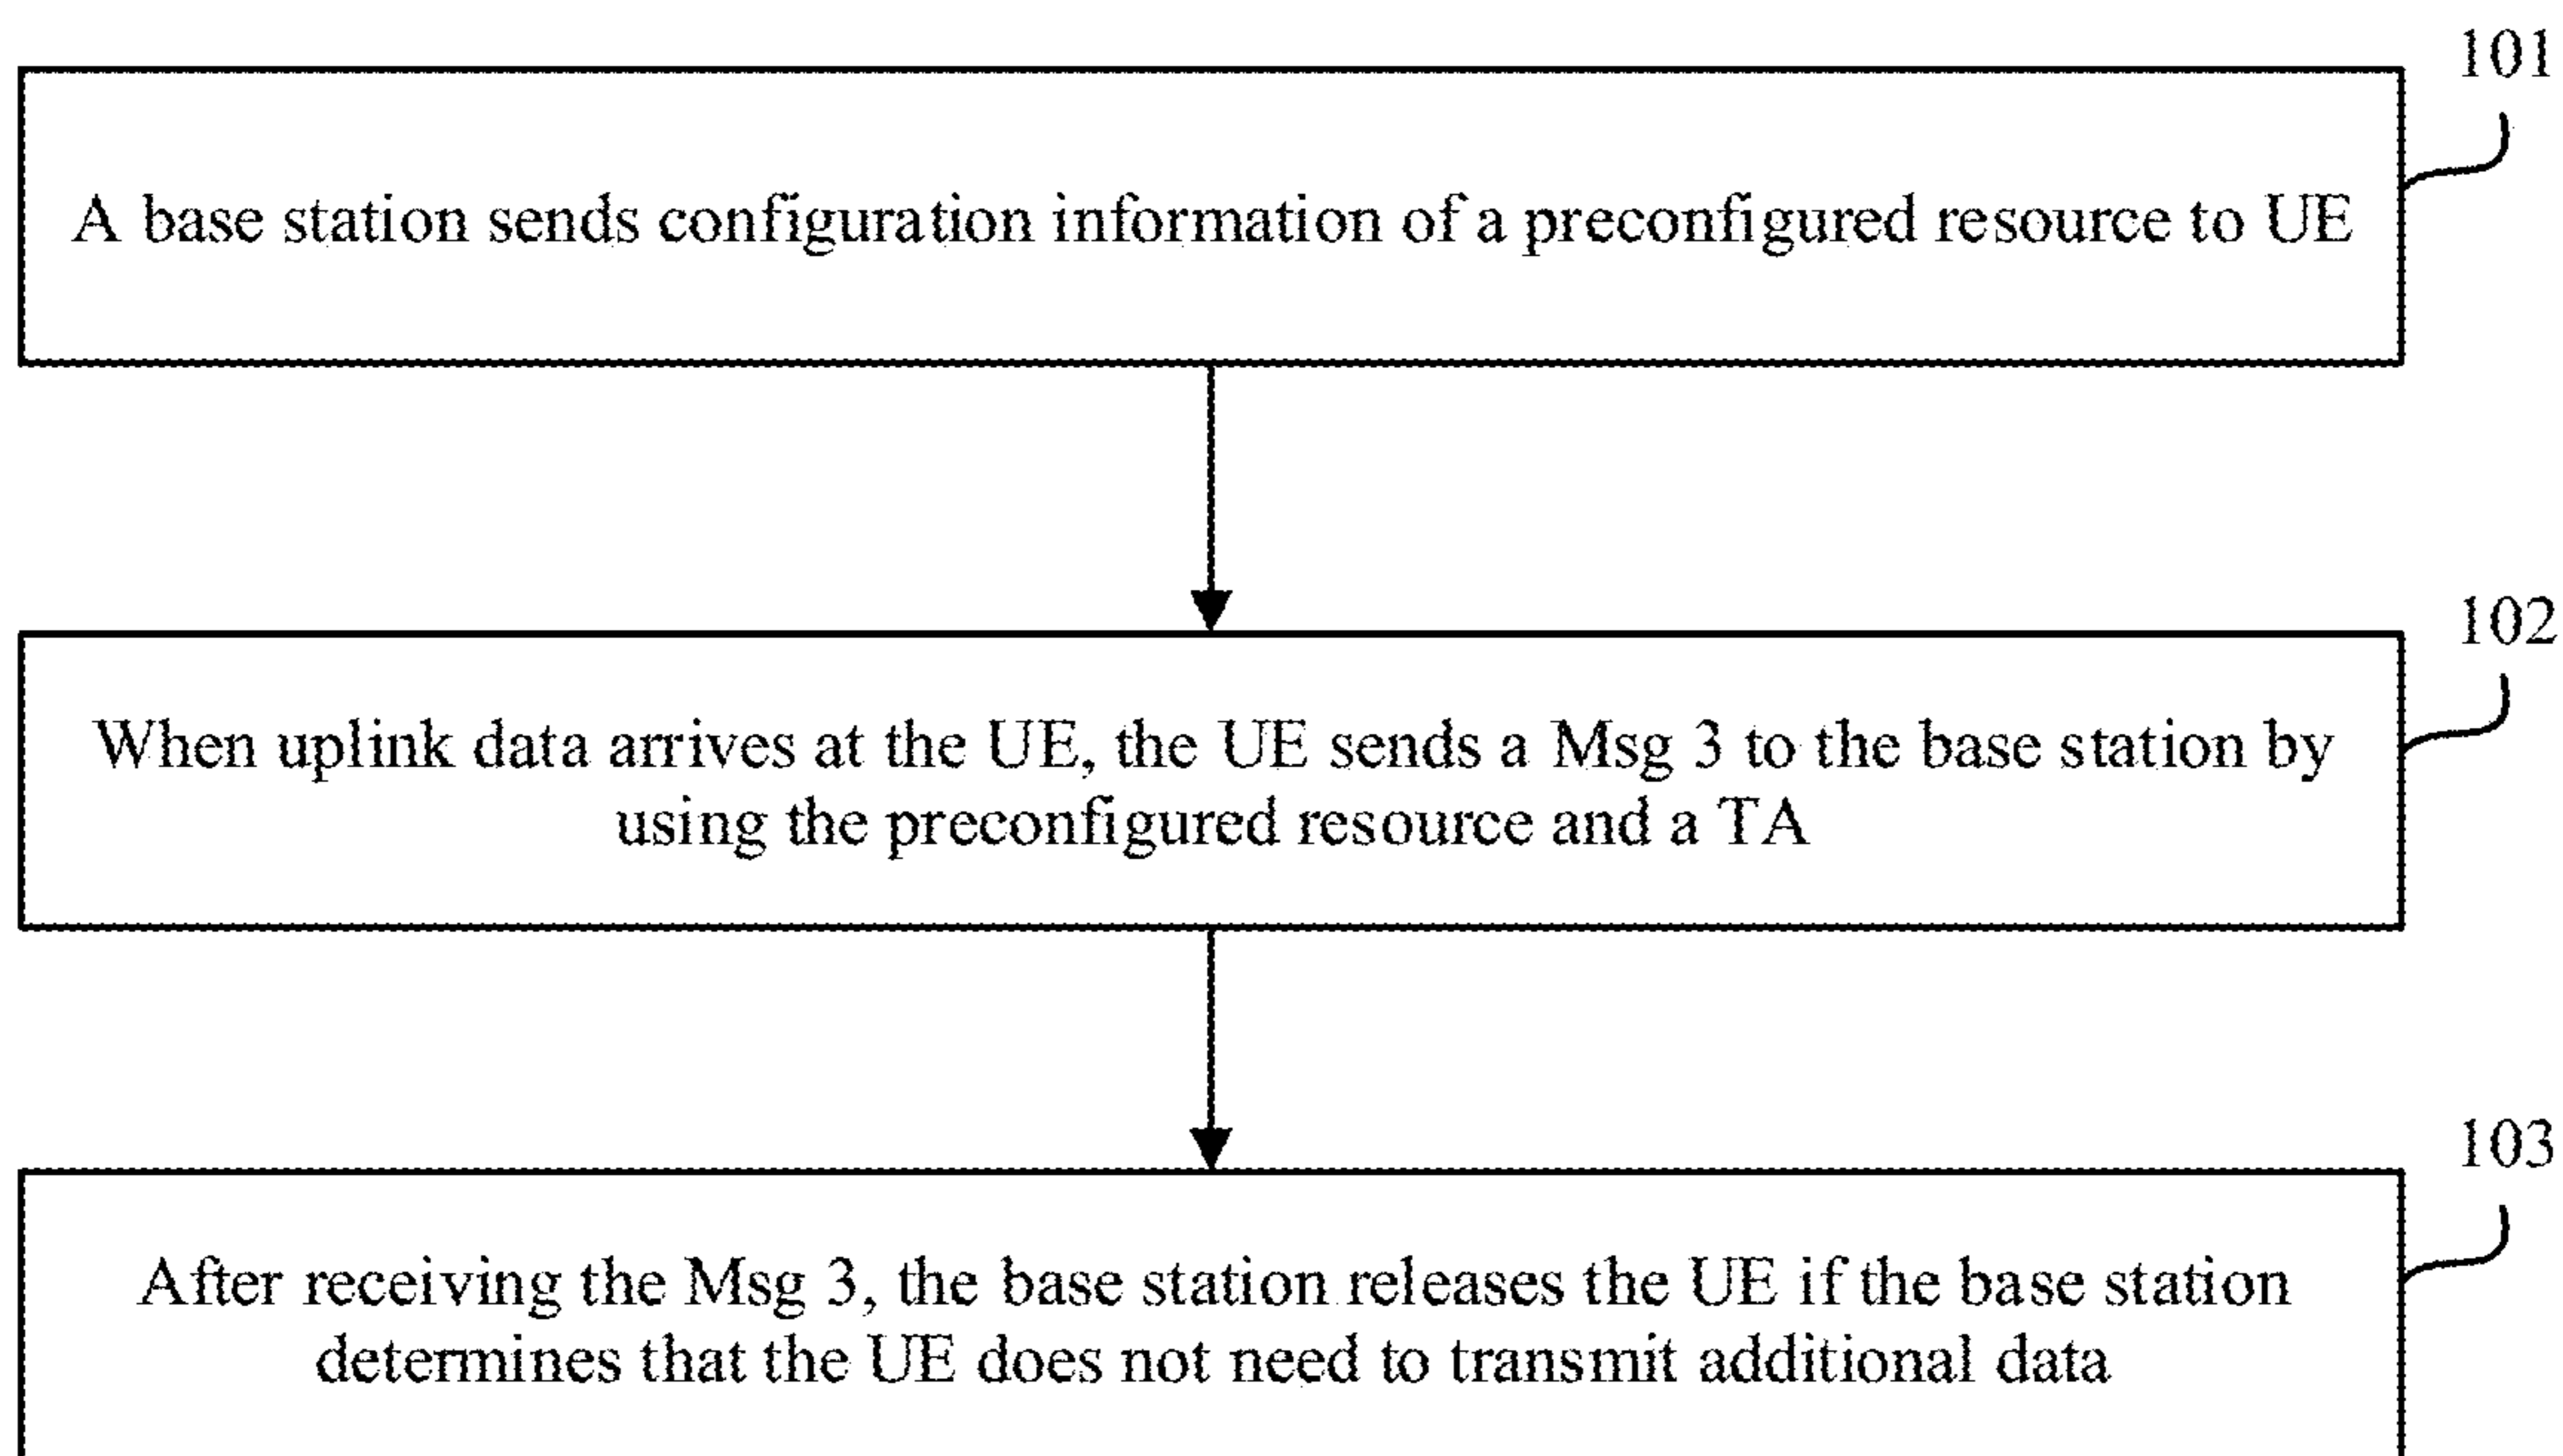 101
A base station sends configuration information of a preconfigured resource to UE
102
When uplink data arrives at the UE, the UE sends a Msg 3 to the base station by
using the preconfigured resource and a TA
103
After receiving the Msg 3, the base station releases the UE if the base station
determines that the UE does not need to transmit additional data